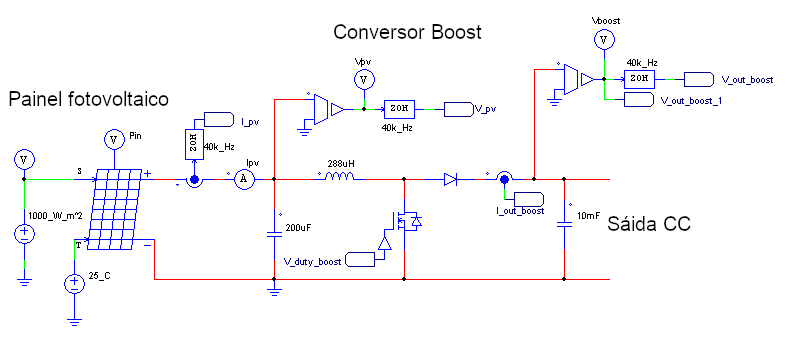 Conversor Boost
Vboost
V
40k_Hz
ZOH
V_out_boost
V_out_boost_1
Vpv
V
ZOH
40k_Hz
V_pv
Painel fotovoltaico
I_pv
Pin
V
ZOH
40k_Hz
V
S
+
Ipv
A
288uH
I_out_boost
1000_W_m^2
200uF
10mF
Sáida CC
T
−
V_duty_boost
25_C